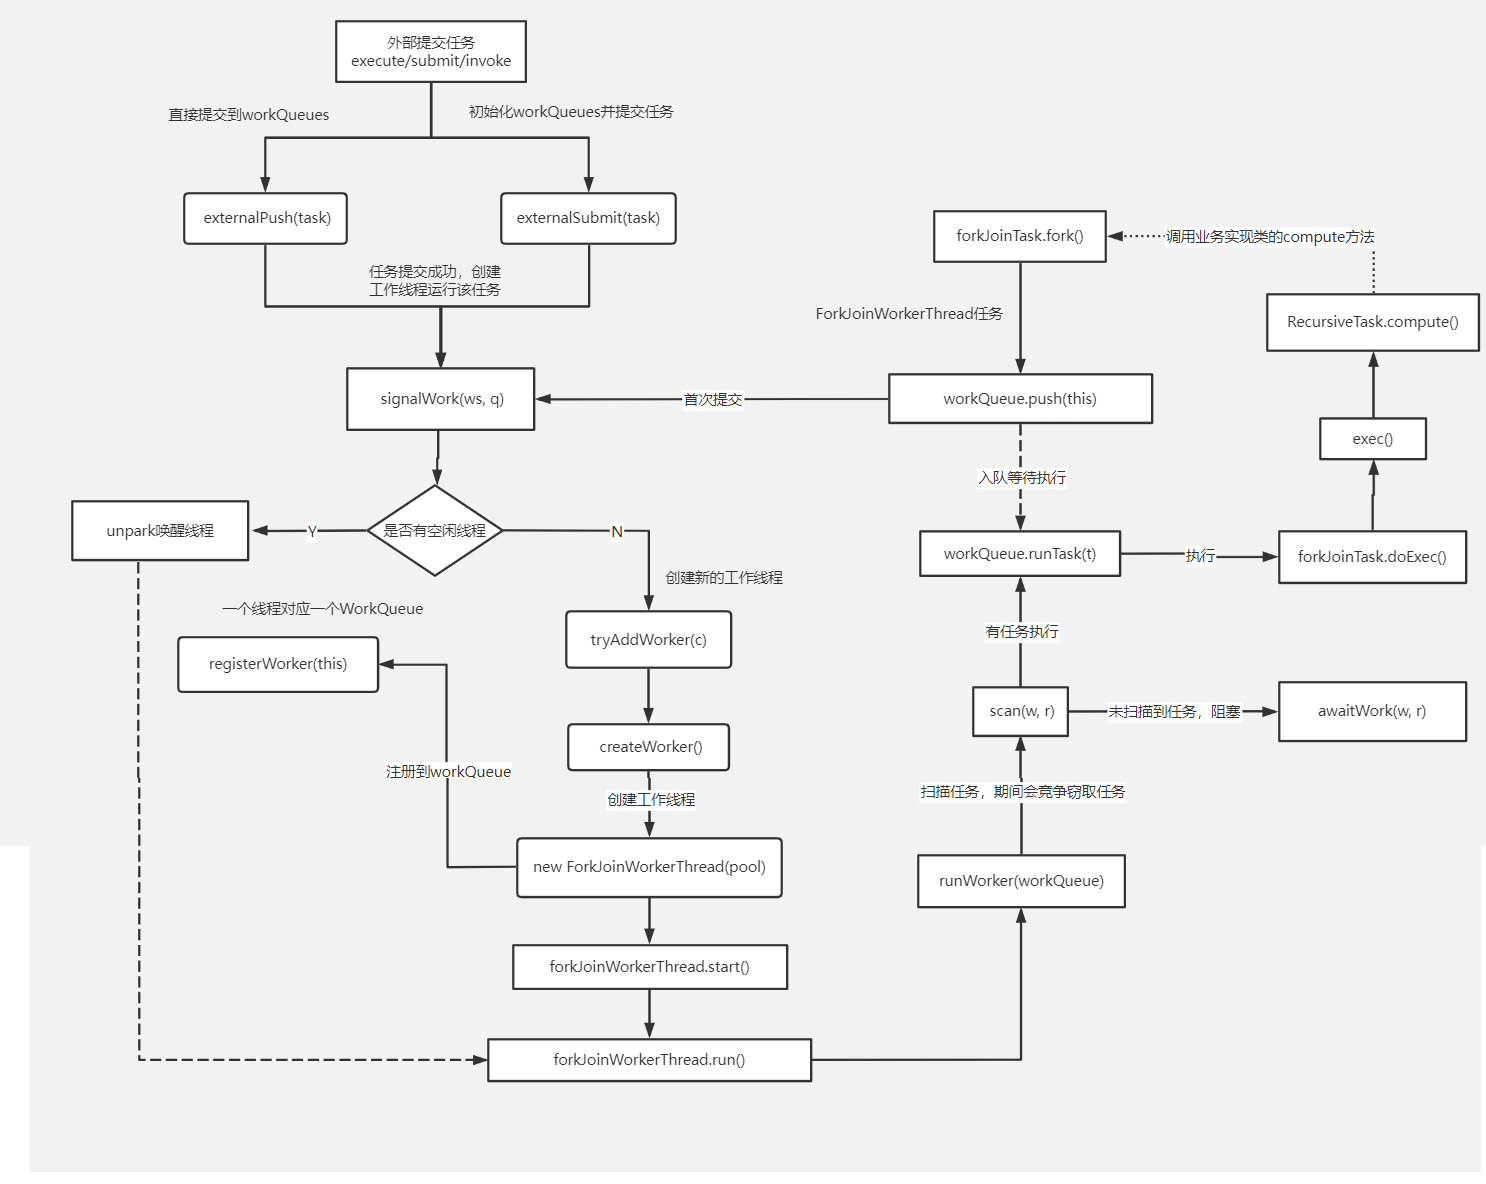 外部提交任务
execute/submit/invoke
直接提交到workQueues
初始化workQueues并提交任务
externalPush(task)
externalSubmit(task)
任务提交成功，创建
工作线程运行该任务
signalWork(ws, q)
是否有空闲线程
Y
unpark唤醒线程
N
创建新的工作线程
一个线程对应一个WorkQueue
registerWorker(this)
tryAddWorker(c)
createWorker()
注册到workQueue
创建工作线程
new ForkJoinWorkerThread(pool)
forkJoinWorkerThread.start()
forkJoinWorkerThread.run()
forkJoinTask.fork()
调用业务实现类的compute方法
ForkJoinWorkerThread任务
RecursiveTask.compute()
首次提交
workQueue.push(this)
exec()
入队等待执行
workQueue.runTask(t)
执行
forkJoinTask.doExec()
有任务执行
scan(w, r)
未扫描到任务，阻塞
awaitWork(w, r)
扫描任务，期间会竞争窃取任务
runWorker(workQueue)